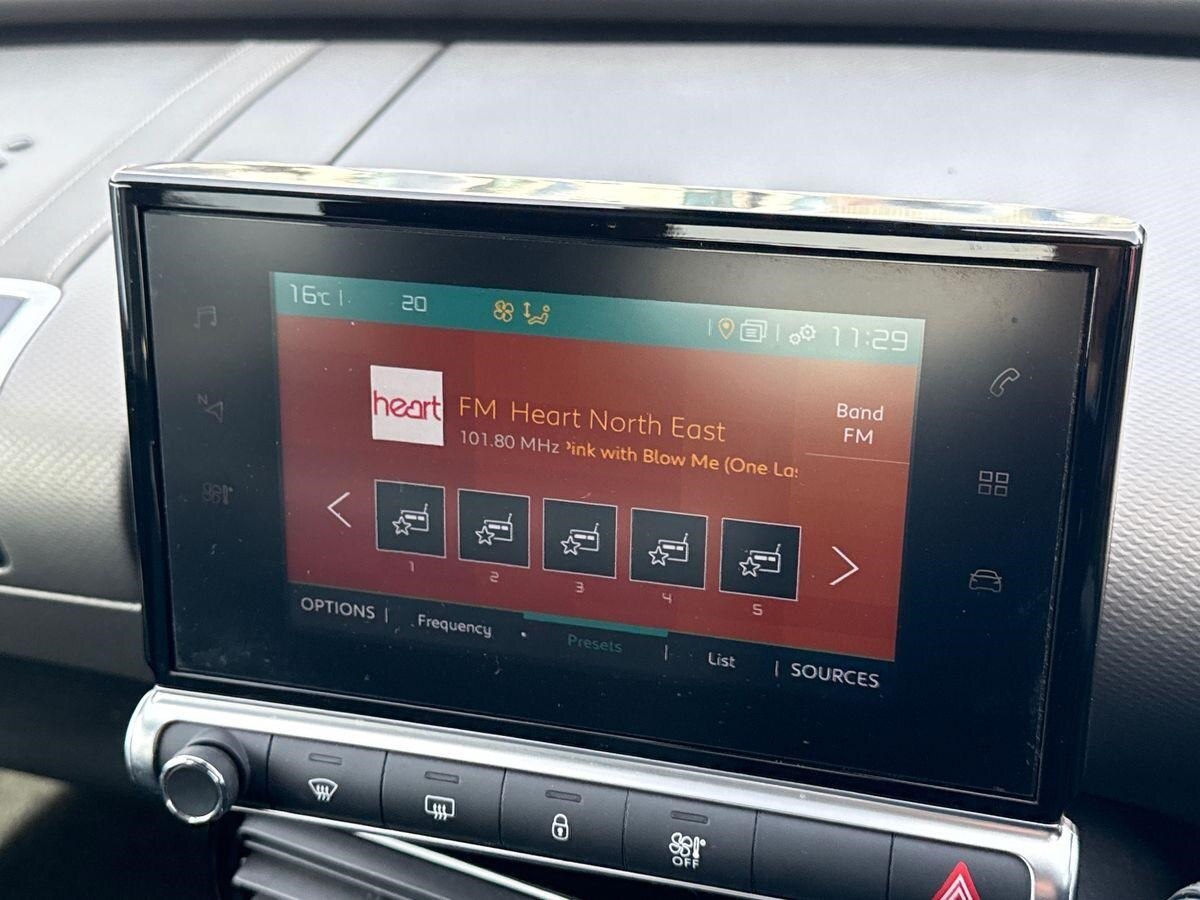 16°C | 20 11:29
heart
FM Heart North East
101.80 MHz ink with Blow Me (One La
Band
FM
1 2 3 4 5
OPTIONS | Frequency Presets | List | SOURCES
N
OFF